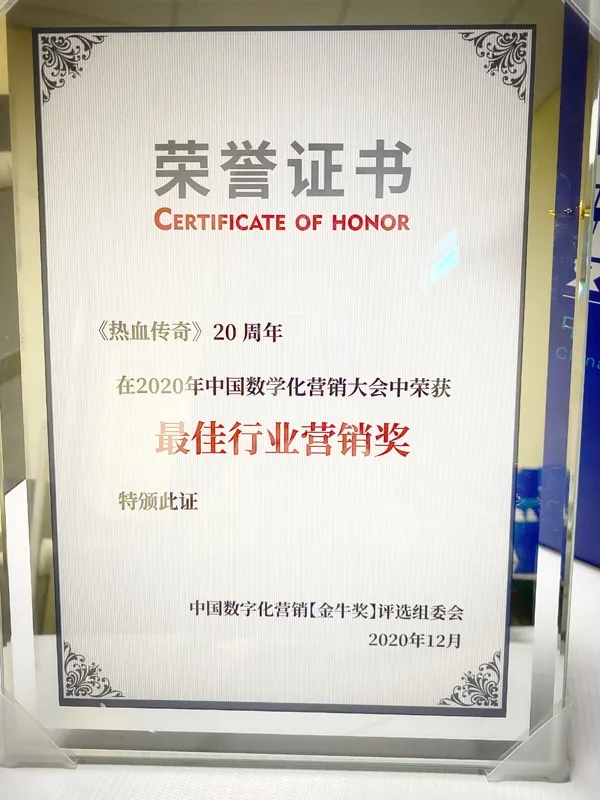 荣誉证书
CERTIFICATE OF HONOR
《热血传奇》20 周年
在2020年中国数学化营销大会中荣获
最佳行业营销奖
特颁此证
中国数字化营销【金牛奖】评选组委会
2020年12月